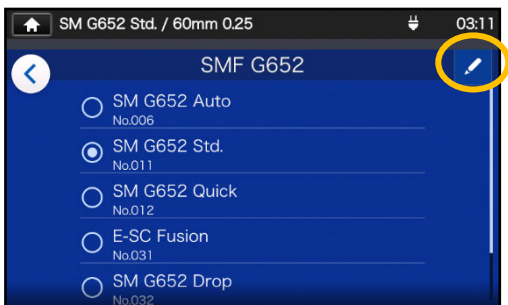 SM G652 Std. / 60mm 0.25 03:11
SMF G652
SM G652 Auto
No.006
SM G652 Std.
No.011
SM G652 Quick
No.012
E-SC Fusion
No.031
SM G652 Drop
No.032